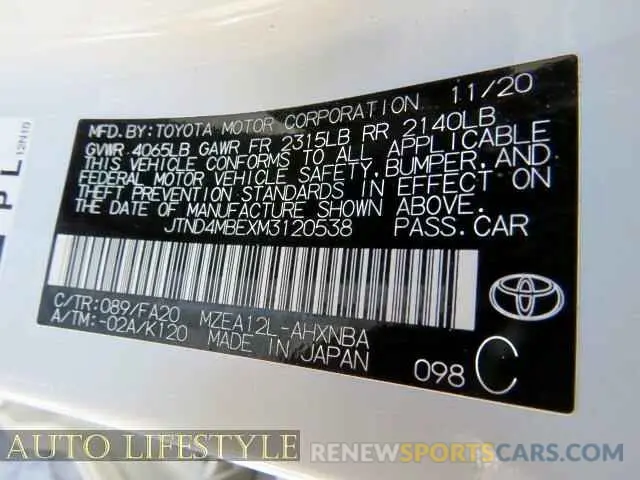 11/20
MFD. BY: TOYOTA MOTOR CORPORATION
GVWR 4065LB GAWR FR 2315LB RR 2140LB
THIS VEHICLE CONFORMS TO ALL APPLICABLE
FEDERAL MOTOR VEHICLE SAFETY, BUMPER, AND
THEFT PREVENTION STANDARDS IN EFFECT ON
THE DATE OF MANUFACTURE SHOWN ABOVE.
JTND4MBEXM3120538 PASS. CAR
C/TR: 089/FA20 MZEA12L-AHXNBA
A/TM: -02A/K120 MADE IN JAPAN
098 C
P L
12N10
AUTO LIFESTYLE
RENEWSPORTSCARS.COM